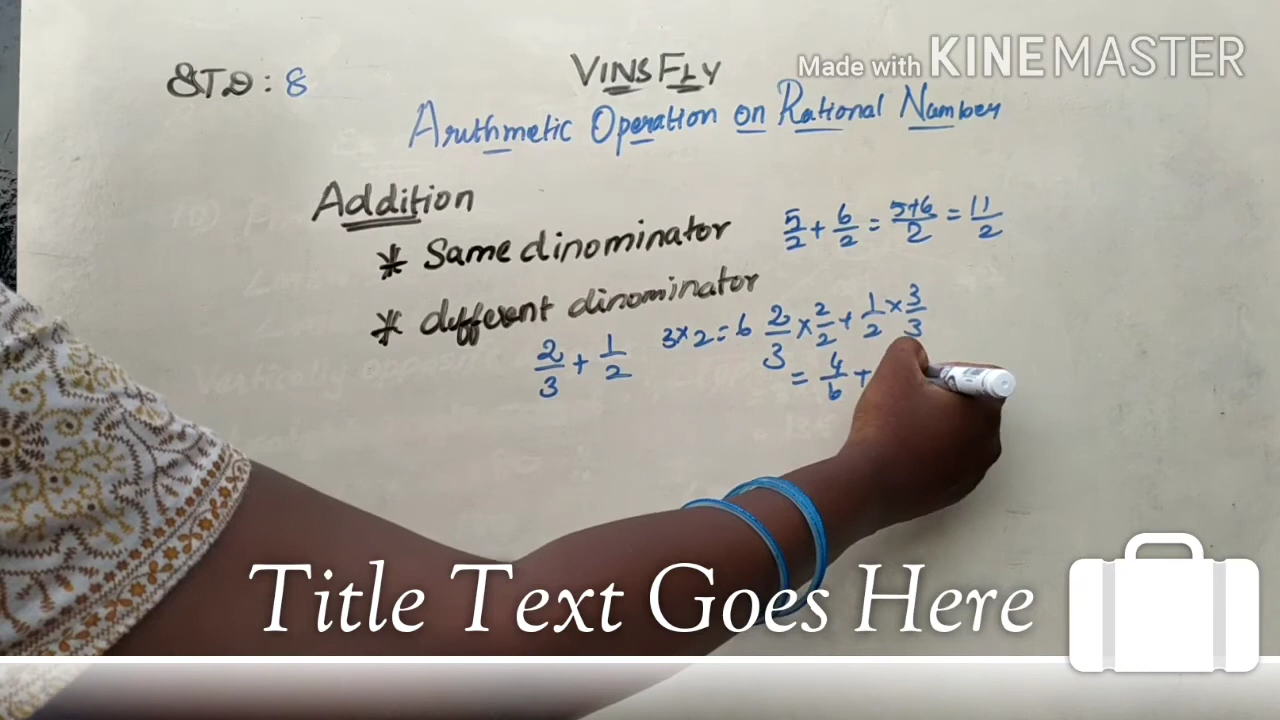 Made with KINEMASTER
STD : 8
VINSFLY
Arithmetic Operation on Rational Number
Addition
* Same dinominator 5/2 + 6/2 = 5+6/2 = 11/2
* different dinominator
2/3 + 1/2 3×2=6 2/3 × 2/2 + 1/2 × 3/3
= 4/6 +
Title Text Goes Here